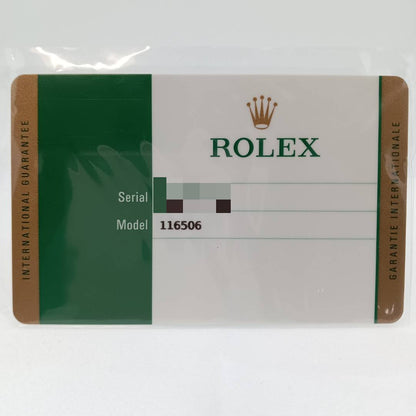 INTERNATIONAL GUARANTEE
ROLEX
Serial
Model 116506
GARANTIE INTERNATIONALE